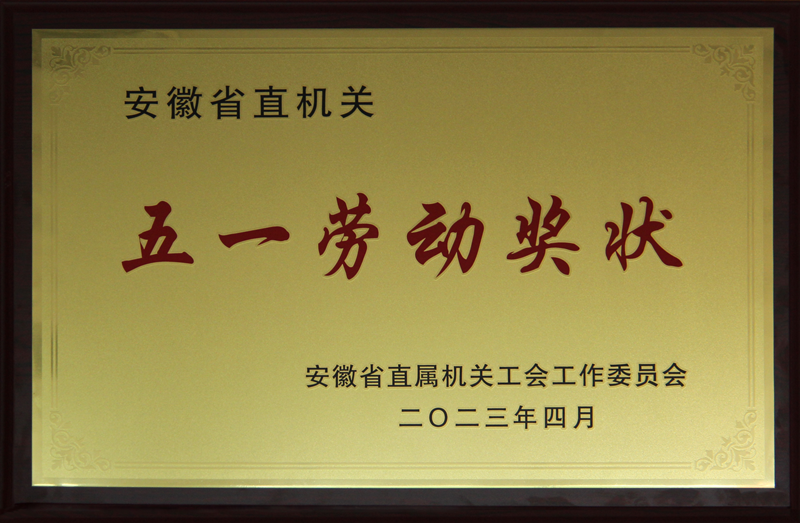 安徽省直机关
五一劳动奖状
安徽省直属机关工会工作委员会
二〇二三年四月